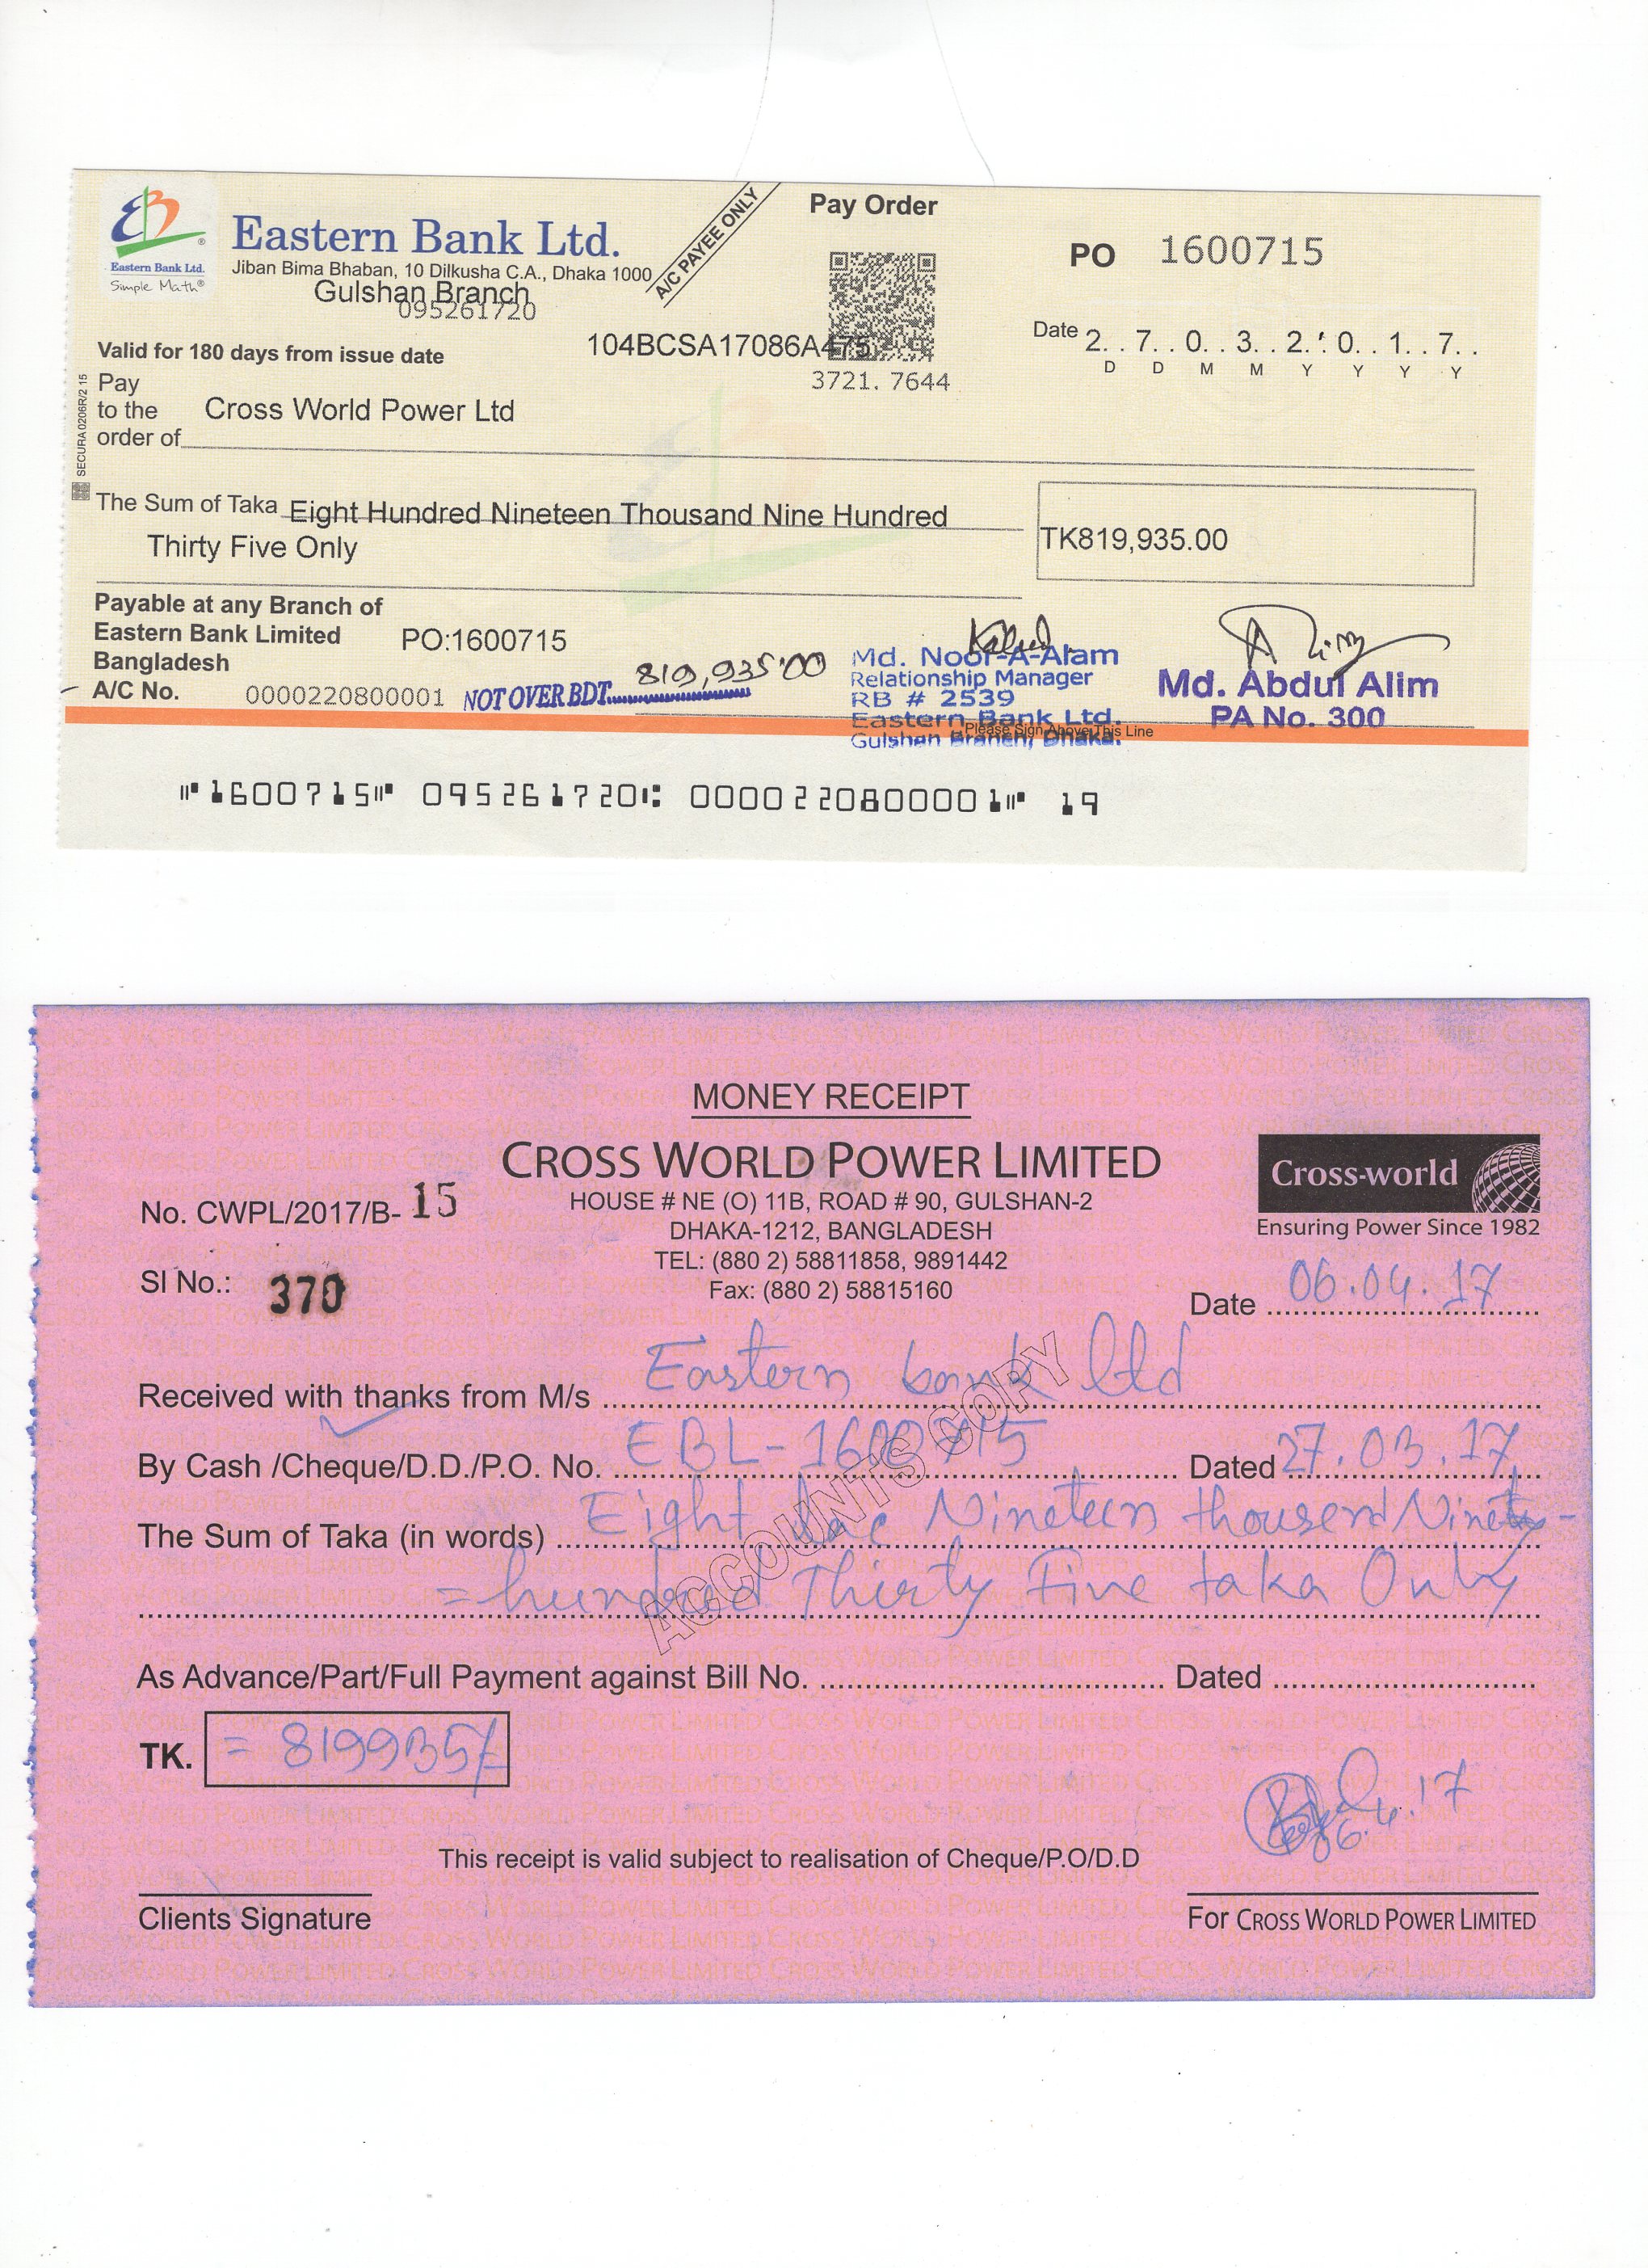 Eastern Bank Ltd.
Simple Math®
Eastern Bank Ltd.
Jiban Bima Bhaban, 10 Dilkusha C.A., Dhaka 1000
Gulshan Branch
095261720
A/C PAYEE ONLY
Pay Order
PO 1600715
Valid for 180 days from issue date
104BCSA17086A475
3721. 7644
Date 2. . 7. . 0. . 3. . 2. . 0. . 1. . 7. .
D D M M Y Y Y Y
SECURA 0206R/2 15
Pay
to the
order of Cross World Power Ltd
The Sum of Taka Eight Hundred Nineteen Thousand Nine Hundred
Thirty Five Only
TK819,935.00
Payable at any Branch of
Eastern Bank Limited
Bangladesh
PO:1600715
A/C No. 0000220800001
NOT OVER BDT. 819,935.00
Md. Noor-A-Alam
Relationship Manager
RB # 2539
Eastern Bank Ltd.
Gulshan Branch, Dhaka.
Md. Abdul Alim
PA No. 300
Please Sign Above This Line
⑈1600715⑈ 095261720⑆ 0000220800001⑈ 19
MONEY RECEIPT
CROSS WORLD POWER LIMITED
HOUSE # NE (O) 11B, ROAD # 90, GULSHAN-2
DHAKA-1212, BANGLADESH
TEL: (880 2) 58811858, 9891442
Fax: (880 2) 58815160
Cross-world
Ensuring Power Since 1982
No. CWPL/2017/B- 15
Sl No.: 370
Date 06.04.17
Received with thanks from M/s Eastern bank ltd
By Cash /Cheque/D.D./P.O. No. EBL-1600715 Dated 27.03.17
The Sum of Taka (in words) Eight lac Nineteen thousend Nine
= hundred Thirty Five taka Only
ACCOUNTS COPY
As Advance/Part/Full Payment against Bill No. Dated
TK. = 819935/=
06.4.17
This receipt is valid subject to realisation of Cheque/P.O/D.D
Clients Signature
For CROSS WORLD POWER LIMITED